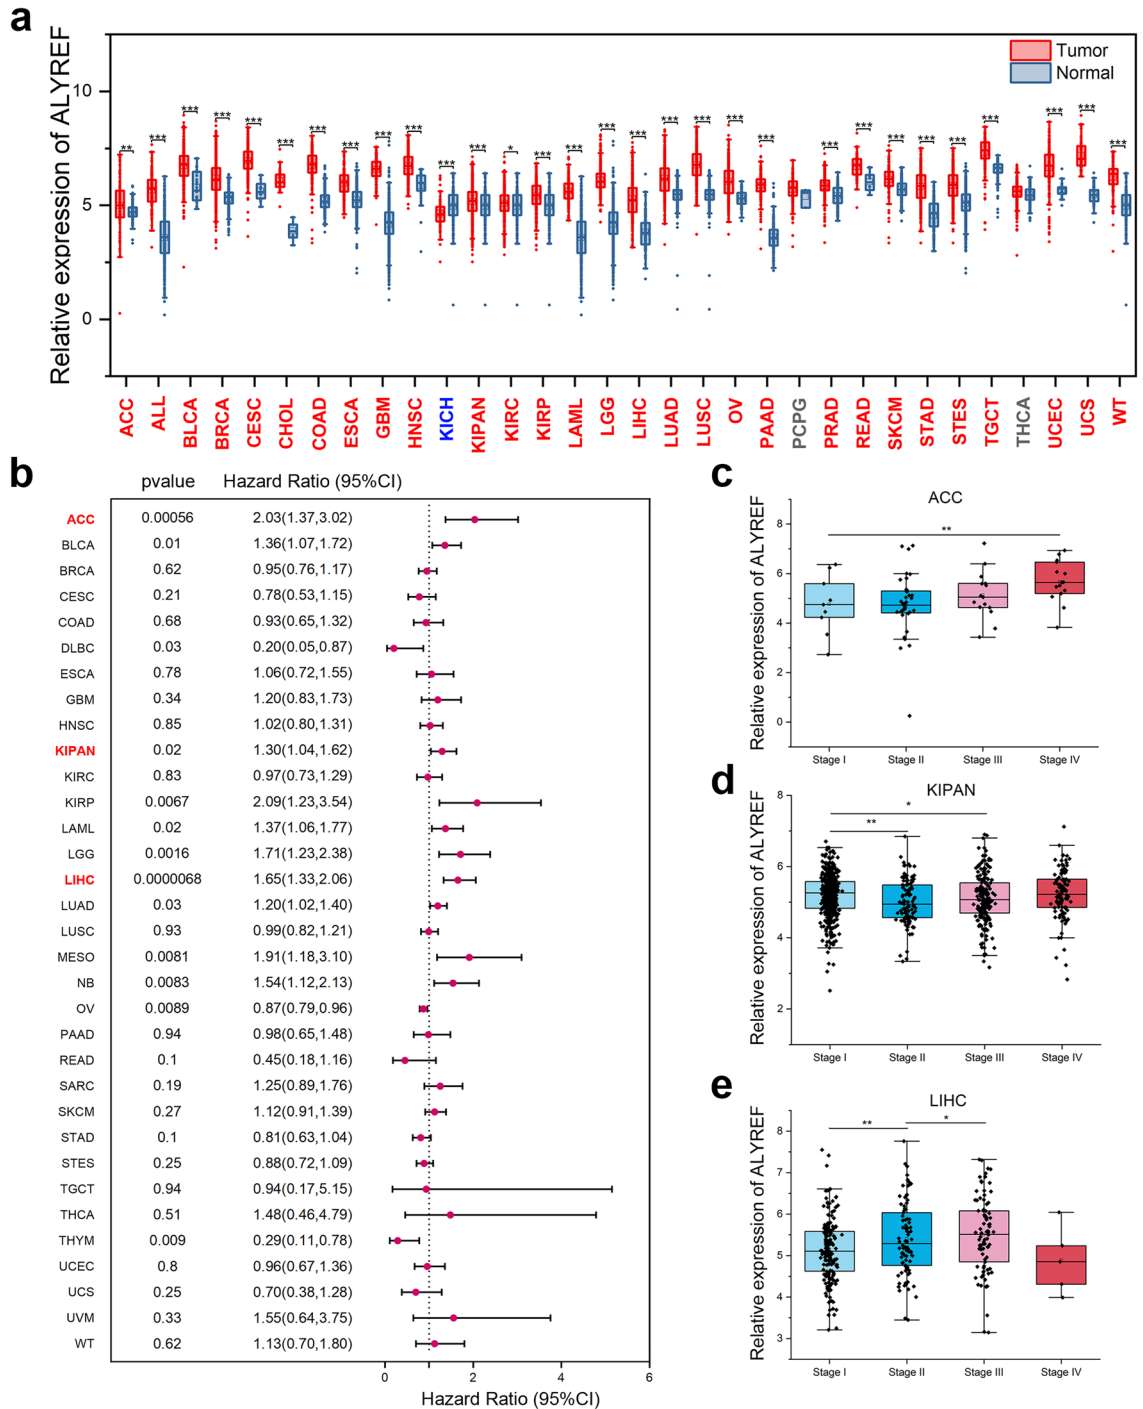 a
Relative expression of ALYREF
Tumor
Normal
10
5
0
** *** *** *** *** *** *** *** *** *** *** *** * *** *** *** *** *** *** *** *** *** *** *** *** *** *** *** *** ***
ACC ALL BLCA BRCA CESC CHOL COAD ESCA GBM HNSC KICH KIPAN KIRC KIRP LAML LGG LIHC LUAD LUSC OV PAAD PCPG PRAD READ SKCM STAD STES TGCT THCA UCEC UCS WT
b
pvalue Hazard Ratio (95%CI)
ACC 0.00056 2.03(1.37,3.02)
BLCA 0.01 1.36(1.07,1.72)
BRCA 0.62 0.95(0.76,1.17)
CESC 0.21 0.78(0.53,1.15)
COAD 0.68 0.93(0.65,1.32)
DLBC 0.03 0.20(0.05,0.87)
ESCA 0.78 1.06(0.72,1.55)
GBM 0.34 1.20(0.83,1.73)
HNSC 0.85 1.02(0.80,1.31)
KIPAN 0.02 1.30(1.04,1.62)
KIRC 0.83 0.97(0.73,1.29)
KIRP 0.0067 2.09(1.23,3.54)
LAML 0.02 1.37(1.06,1.77)
LGG 0.0016 1.71(1.23,2.38)
LIHC 0.0000068 1.65(1.33,2.06)
LUAD 0.03 1.20(1.02,1.40)
LUSC 0.93 0.99(0.82,1.21)
MESO 0.0081 1.91(1.18,3.10)
NB 0.0083 1.54(1.12,2.13)
OV 0.0089 0.87(0.79,0.96)
PAAD 0.94 0.98(0.65,1.48)
READ 0.1 0.45(0.18,1.16)
SARC 0.19 1.25(0.89,1.76)
SKCM 0.27 1.12(0.91,1.39)
STAD 0.1 0.81(0.63,1.04)
STES 0.25 0.88(0.72,1.09)
TGCT 0.94 0.94(0.17,5.15)
THCA 0.51 1.48(0.46,4.79)
THYM 0.009 0.29(0.11,0.78)
UCEC 0.8 0.96(0.67,1.36)
UCS 0.25 0.70(0.38,1.28)
UVM 0.33 1.55(0.64,3.75)
WT 0.62 1.13(0.70,1.80)
0 2 4 6
Hazard Ratio (95%CI)
c
ACC
Relative expression of ALYREF
**
8
6
4
2
0
Stage I Stage II Stage III Stage IV
d
KIPAN
Relative expression of ALYREF
*
**
8
6
4
2
Stage I Stage II Stage III Stage IV
e
LIHC
Relative expression of ALYREF
** *
8
7
6
5
4
3
Stage I Stage II Stage III Stage IV